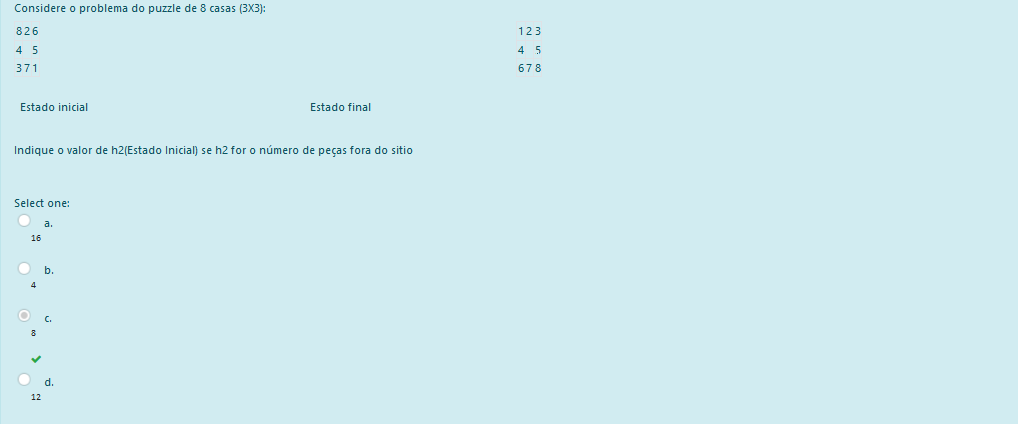 Considere o problema do puzzle de 8 casas (3X3):
8 2 6 1 2 3
4 5 4 5
3 7 1 6 7 8
Estado inicial Estado final
Indique o valor de h2(Estado Inicial) se h2 for o número de peças fora do sitio
Select one:
a.
16
b.
4
c.
8
d.
12